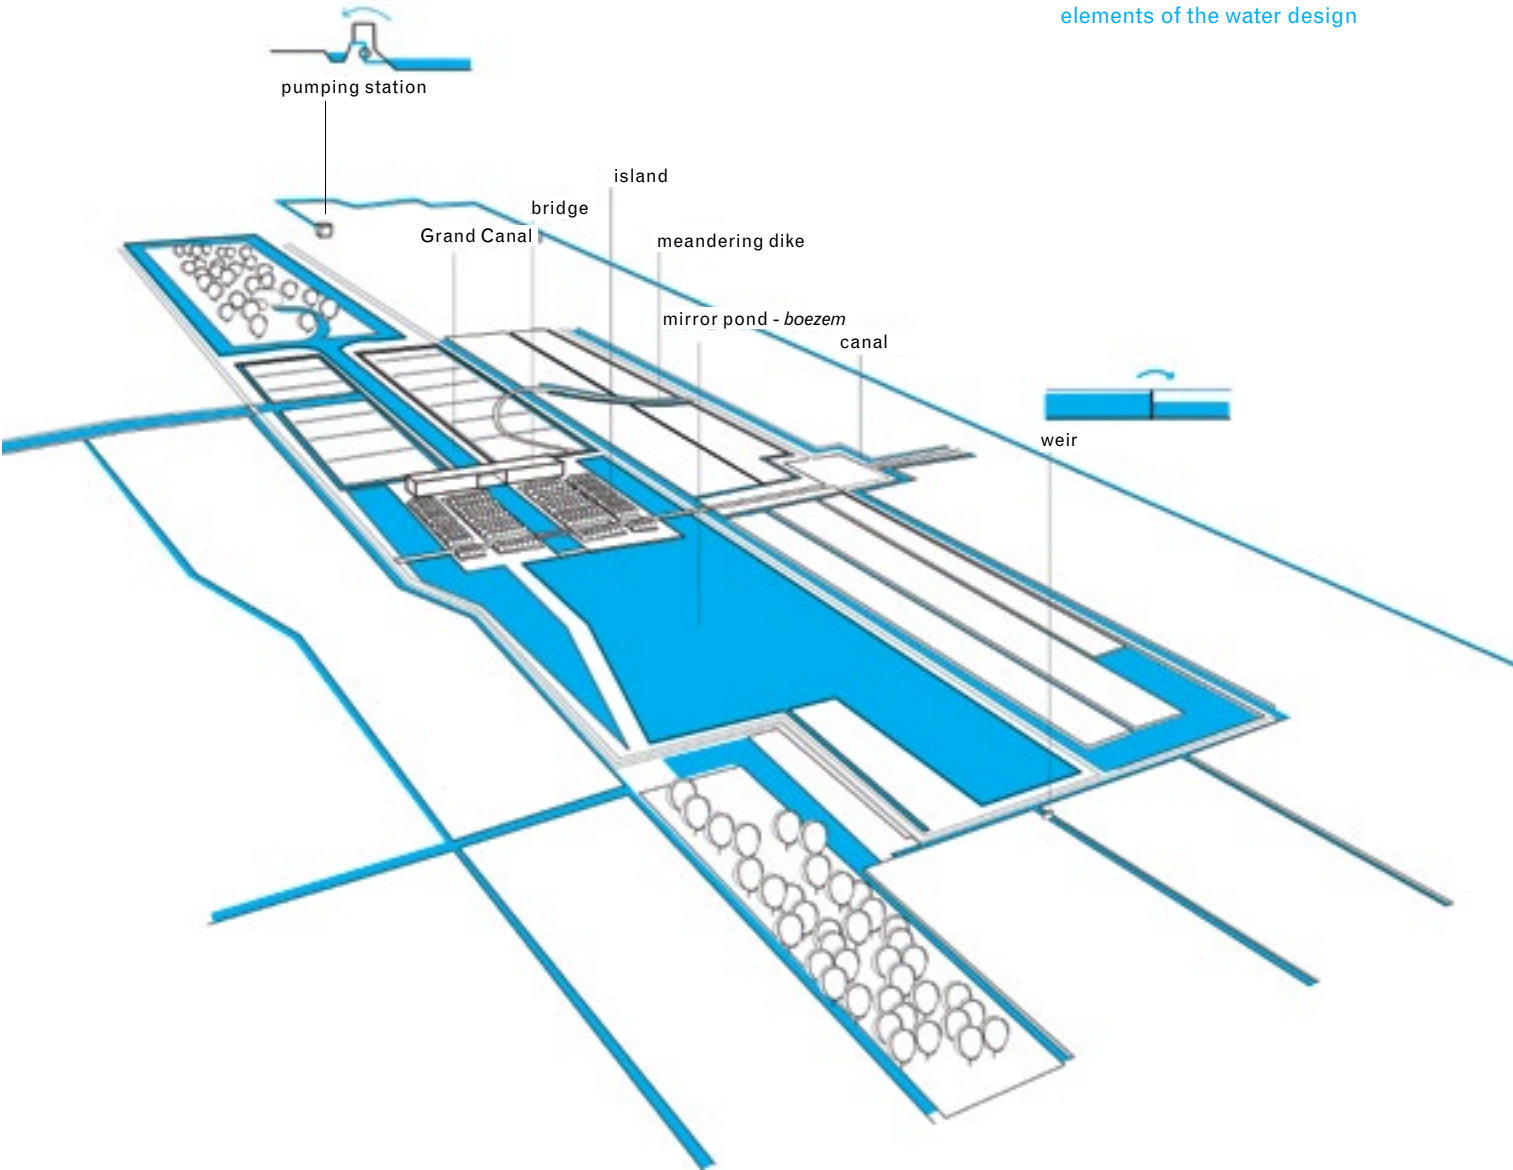 elements of the water design
pumping station
island
bridge
Grand Canal
meandering dike
mirror pond - boezem
canal
weir